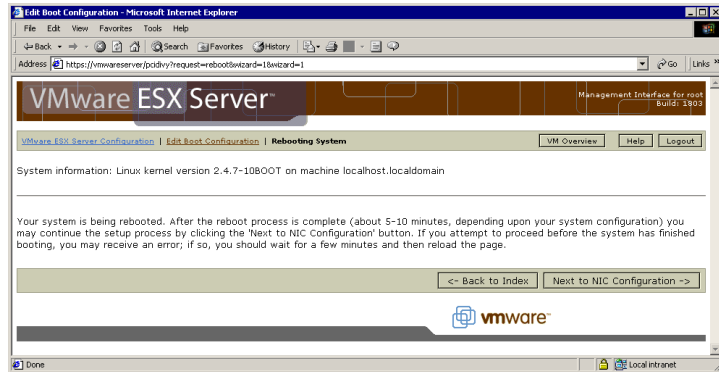 Edit Boot Configuration - Microsoft Internet Explorer
File Edit View Favorites Tools Help
Back Search Favorites History
Address https://vmwareserver/pcidivy?request=reboot&wizard=1&wizard=1 Go Links »
VMware ESX Server™
Management Interface for root
Build: 1803
VMware ESX Server Configuration | Edit Boot Configuration | Rebooting System VM Overview Help Logout
System information: Linux kernel version 2.4.7-10BOOT on machine localhost.localdomain
Your system is being rebooted. After the reboot process is complete (about 5-10 minutes, depending upon your system configuration) you
may continue the setup process by clicking the 'Next to NIC Configuration' button. If you attempt to proceed before the system has finished
booting, you may receive an error; if so, you should wait for a few minutes and then reload the page.
<- Back to Index Next to NIC Configuration ->
vmware™
Done Local intranet